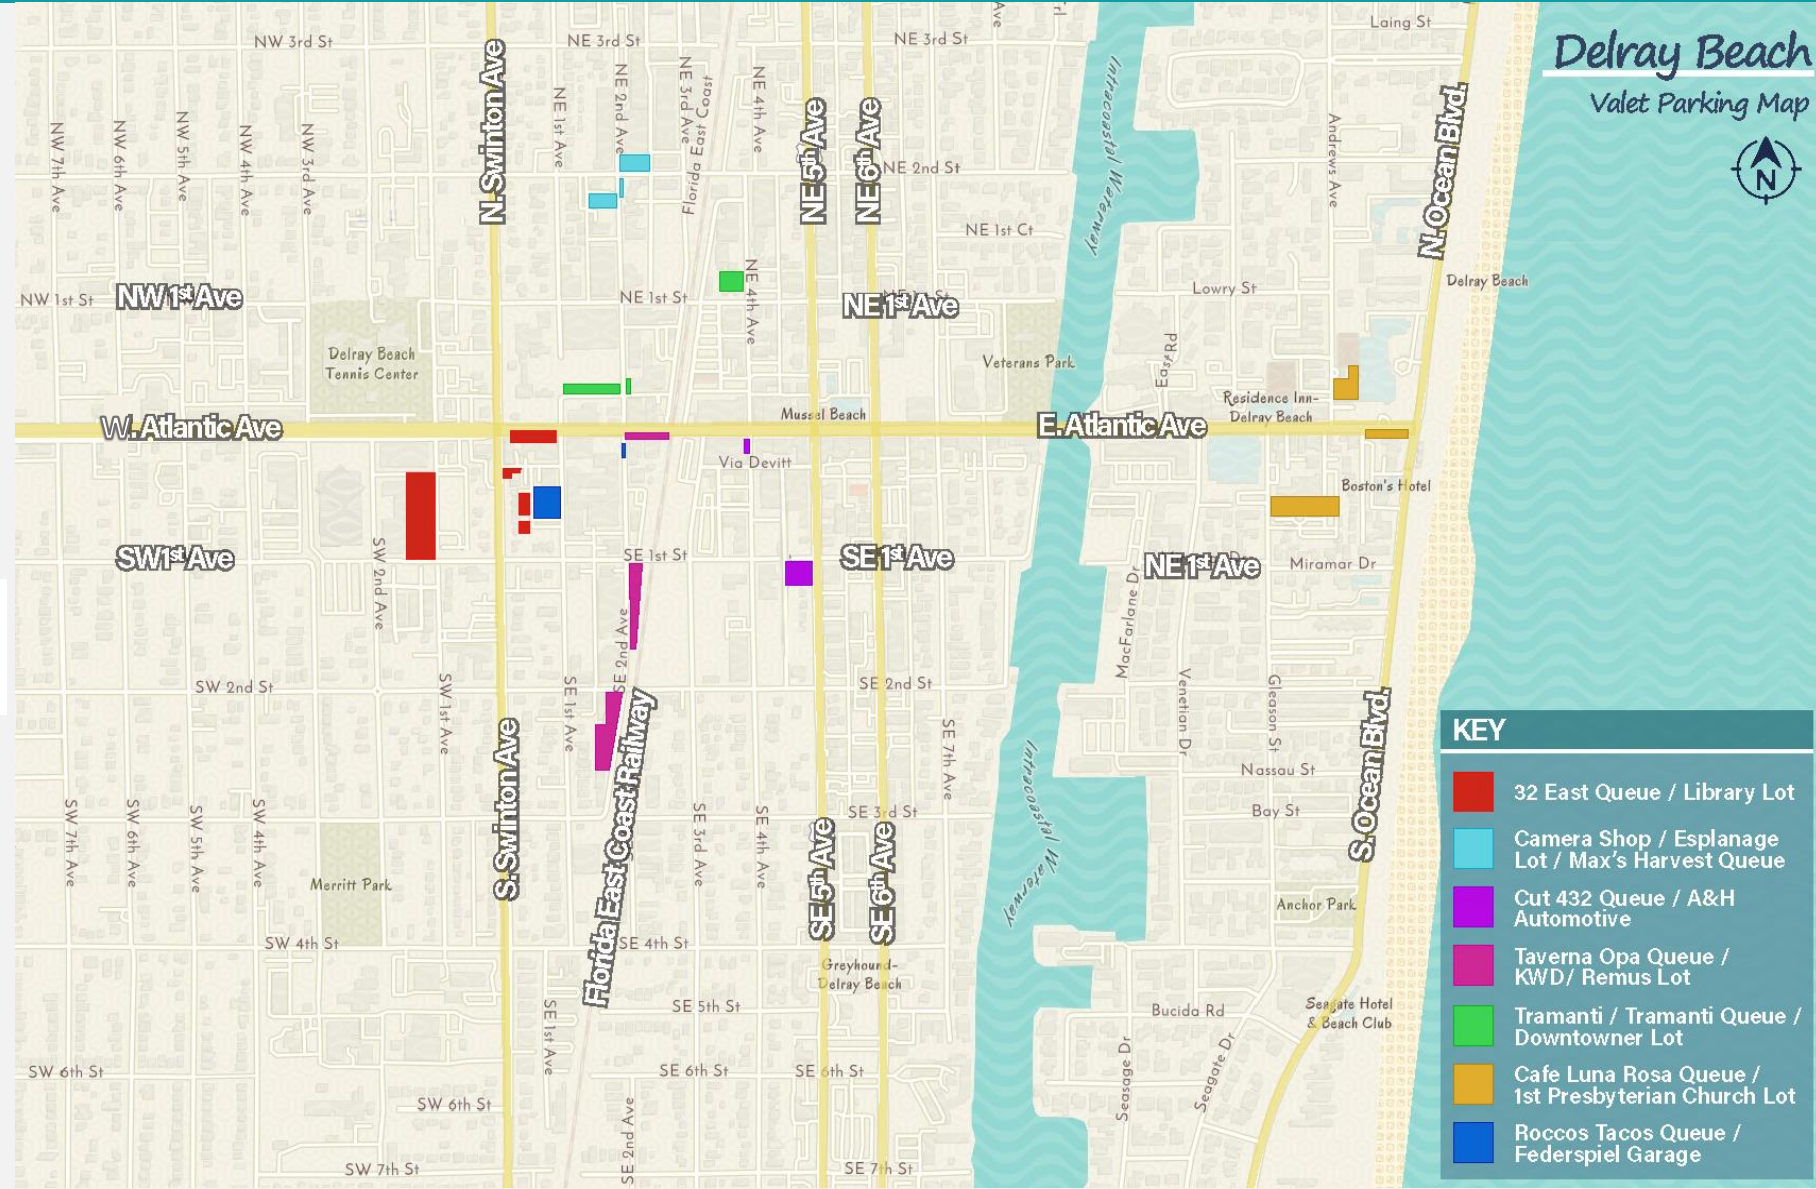 Delray Beach
Valet Parking Map
N
Laing St
NW 3rd St
NE 3rd St
NE 3rd St
N. Swinton Ave
NE 1st Ave
NE 2nd Ave
NE 3rd Ave
Florida East Coast
NE 4th Ave
NE 5th Ave
NE 6th Ave
NE 2nd St
Intracoastal Waterway
Andrews Ave
N. Ocean Blvd.
NW 7th Ave
NW 6th Ave
NW 5th Ave
NW 4th Ave
NW 3rd Ave
NE 1st Ct
Delray Beach
Lowry St
NW 1st St
NW 1st Ave
NE 1st St
NE 4th Ave
NE 1st Ave
Delray Beach
Tennis Center
Veterans Park
East Rd
Residence Inn-
Delray Beach
Mussel Beach
W. Atlantic Ave
E. Atlantic Ave
Via Devitt
Boston's Hotel
SW 1st Ave
SW 2nd Ave
SE 1st St
SE 1st Ave
NE 1st Ave
Miramar Dr
MacFarlane Dr
SE 2nd Ave
SW 2nd St
SW 1st Ave
SE 1st Ave
SE 2nd St
SE 7th Ave
Venetian Dr
Gleason St
S. Ocean Blvd.
Florida East Coast Railway
S. Swinton Ave
Intracoastal Waterway
Nassau St
Bay St
SE 3rd St
SW 7th Ave
SW 6th Ave
SW 5th Ave
SW 4th Ave
SE 3rd Ave
SE 4th Ave
SE 5th Ave
SE 6th Ave
Merritt Park
Anchor Park
SW 4th St
SE 4th St
Greyhound-
Delray Beach
SE 5th St
SE 1st Ave
Bucida Rd
Seagate Hotel
& Beach Club
Seasage Dr
Seagate Dr
SW 6th St
SE 6th St
SE 6th St
SW 6th St
SE 2nd Ave
SW 7th St
SE 7th St
KEY
32 East Queue / Library Lot
Camera Shop / Esplanage
Lot / Max's Harvest Queue
Cut 432 Queue / A&H
Automotive
Taverna Opa Queue /
KWD/ Remus Lot
Tramanti / Tramanti Queue /
Downtowner Lot
Cafe Luna Rosa Queue /
1st Presbyterian Church Lot
Roccos Tacos Queue /
Federspiel Garage